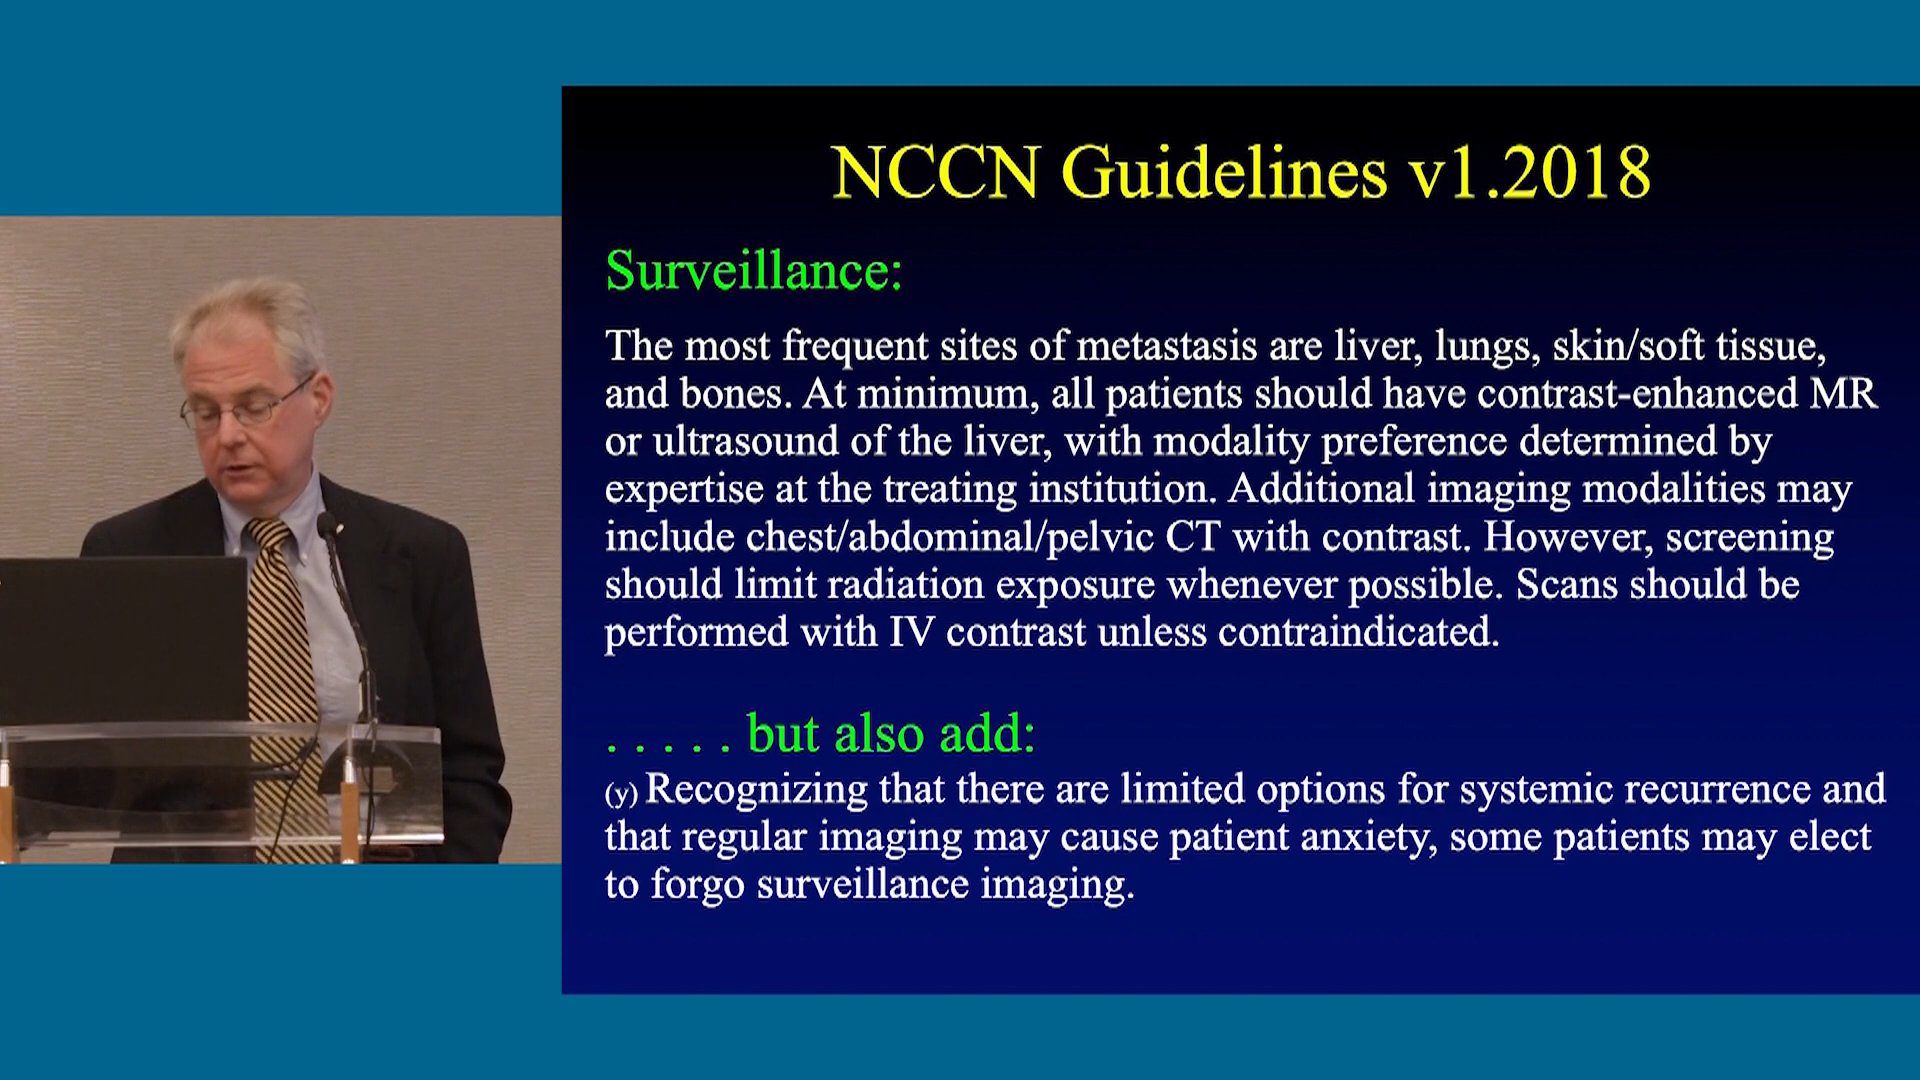 NCCN Guidelines v1.2018
Surveillance:
The most frequent sites of metastasis are liver, lungs, skin/soft tissue,
and bones. At minimum, all patients should have contrast-enhanced MR
or ultrasound of the liver, with modality preference determined by
expertise at the treating institution. Additional imaging modalities may
include chest/abdominal/pelvic CT with contrast. However, screening
should limit radiation exposure whenever possible. Scans should be
performed with IV contrast unless contraindicated.
. . . . . but also add:
(y) Recognizing that there are limited options for systemic recurrence and
that regular imaging may cause patient anxiety, some patients may elect
to forgo surveillance imaging.